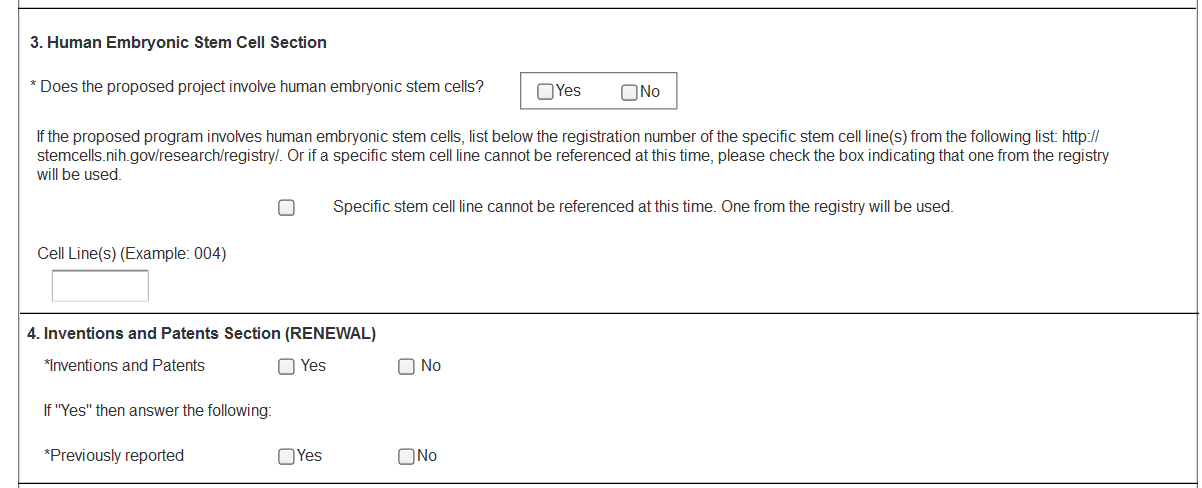 3. Human Embryonic Stem Cell Section
* Does the proposed project involve human embryonic stem cells? Yes No
If the proposed program involves human embryonic stem cells, list below the registration number of the specific stem cell line(s) from the following list: http://
stemcells.nih.gov/research/registry/. Or if a specific stem cell line cannot be referenced at this time, please check the box indicating that one from the registry
will be used.
Specific stem cell line cannot be referenced at this time. One from the registry will be used.
Cell Line(s) (Example: 004)
4. Inventions and Patents Section (RENEWAL)
*Inventions and Patents Yes No
If "Yes" then answer the following:
*Previously reported Yes No